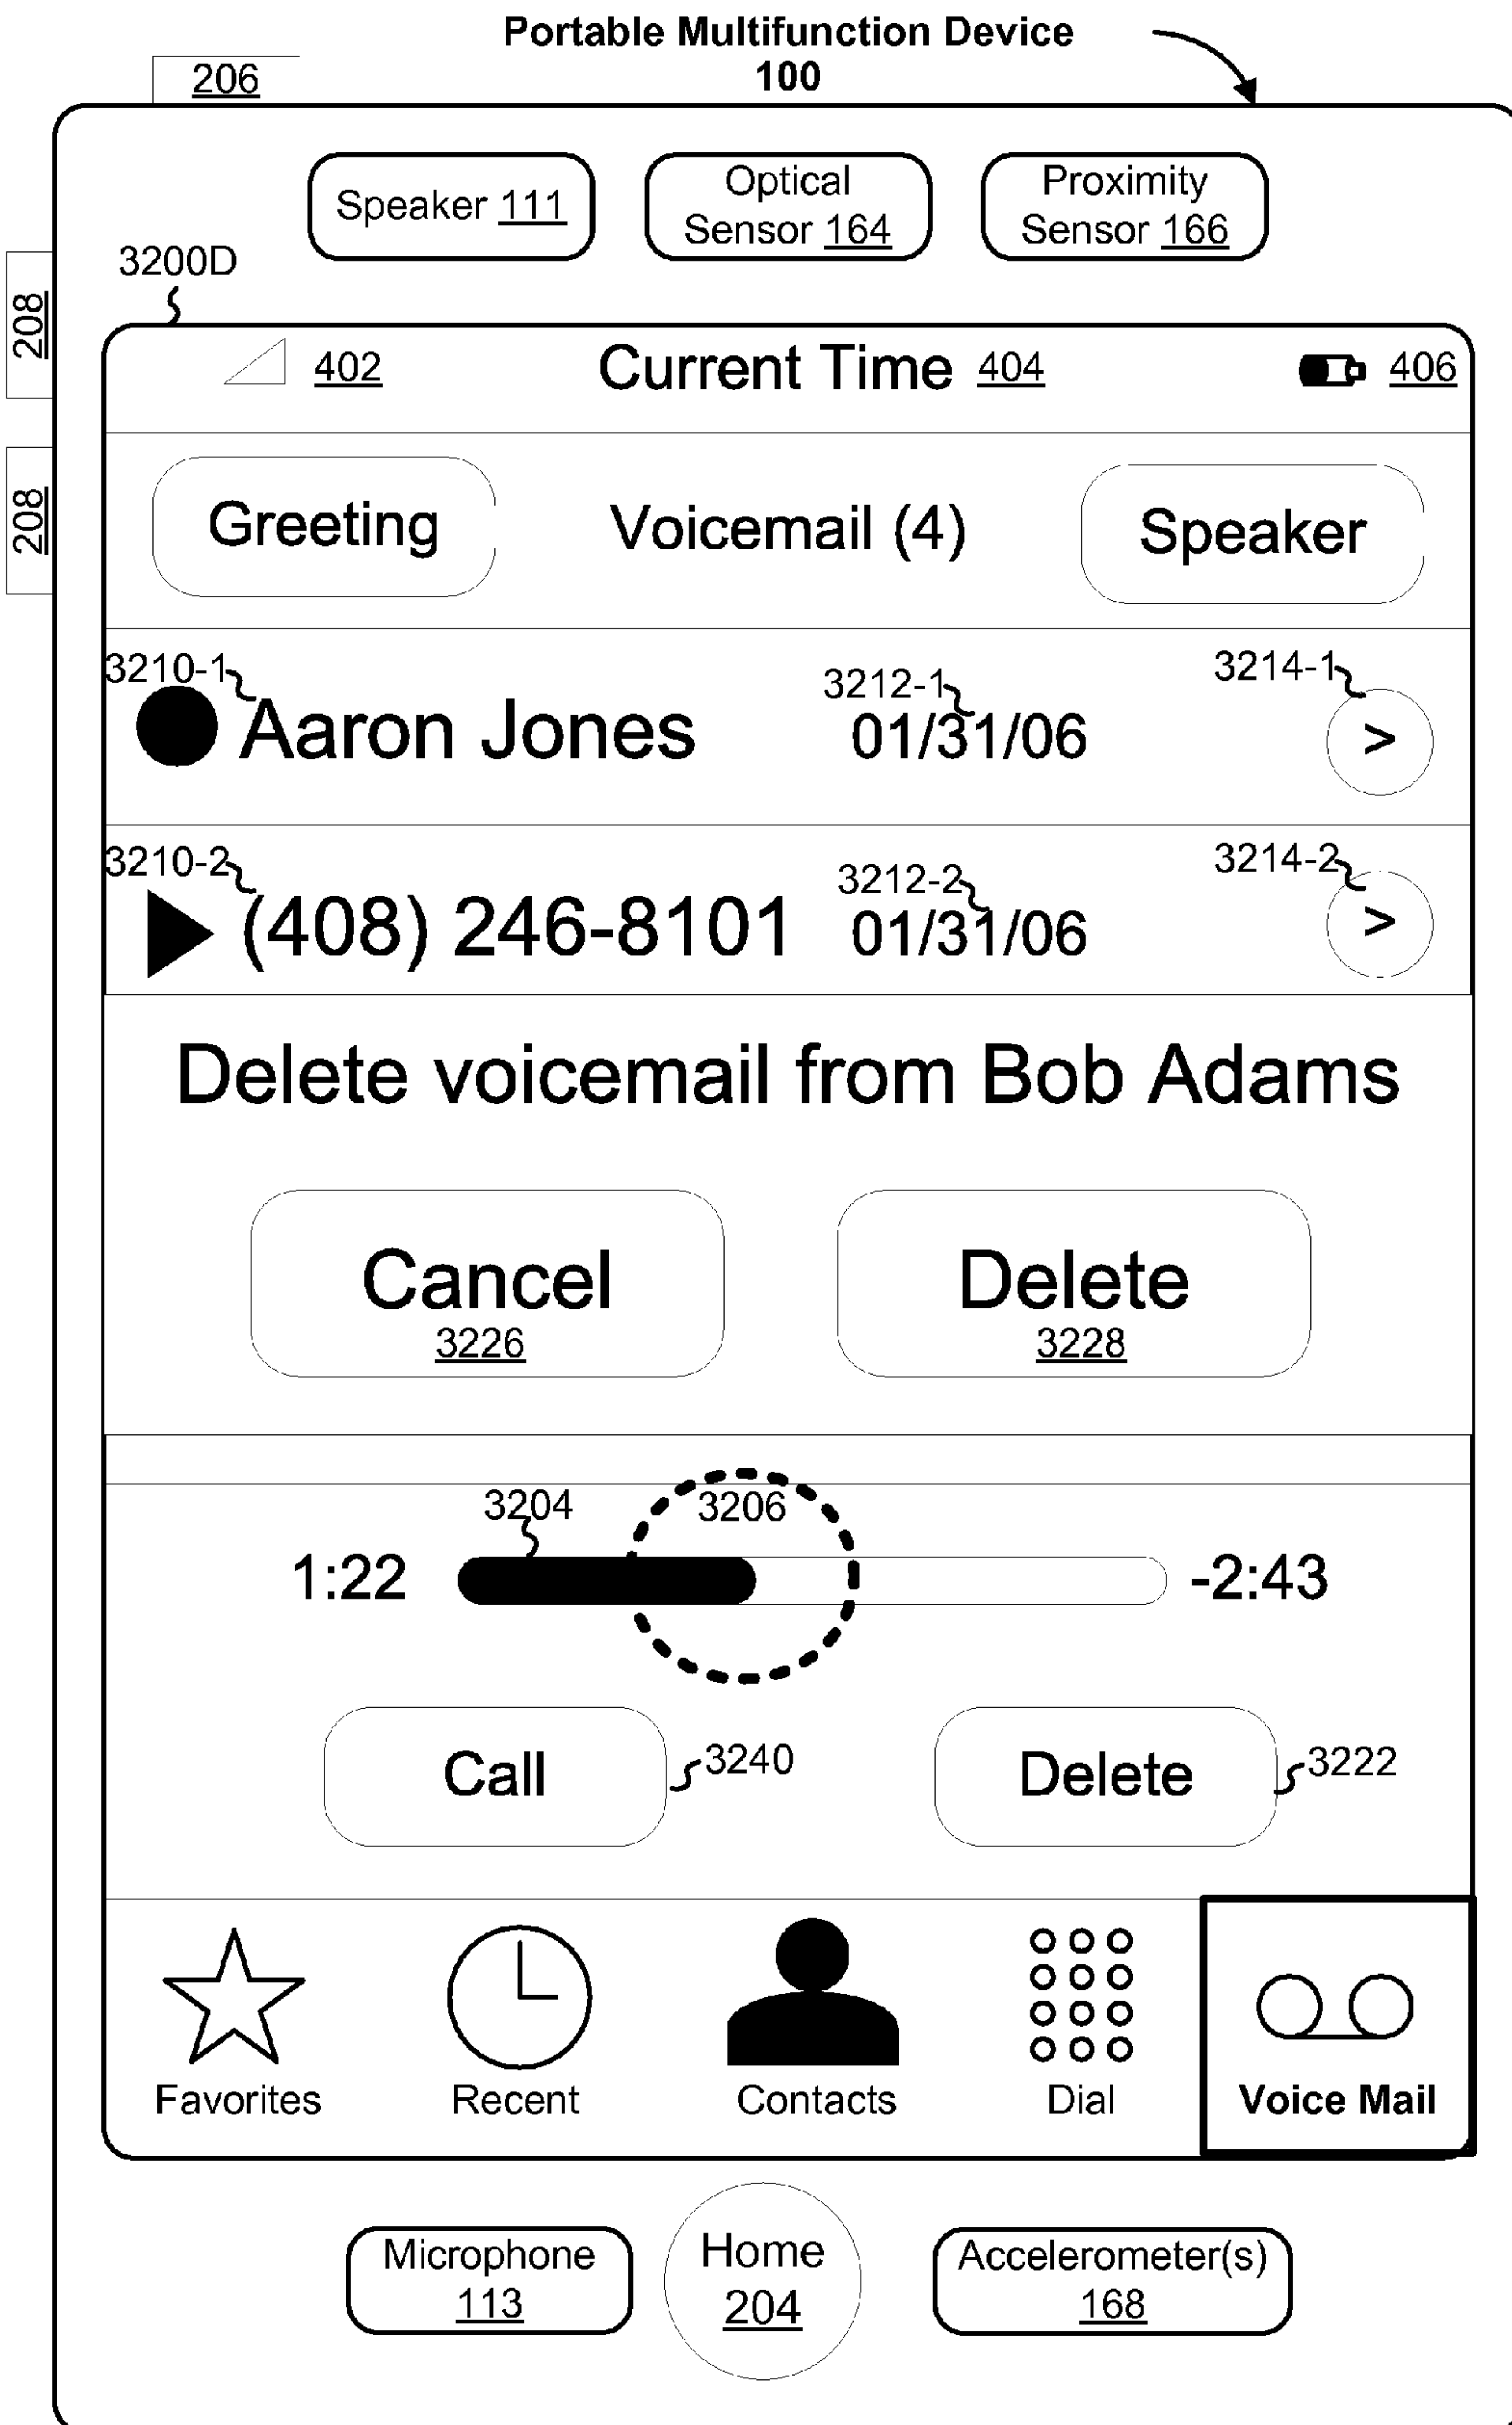 Portable Multifunction Device
100
206
Speaker 111
Optical
Sensor 164
Proximity
Sensor 166
3200D
208
208
402
Current Time 404
406
Greeting
Voicemail (4)
Speaker
3210-1
3212-1
3214-1
Aaron Jones
01/31/06
>
3210-2
3212-2
3214-2
(408) 246-8101
01/31/06
>
Delete voicemail from Bob Adams
Cancel
3226
Delete
3228
3204
3206
1:22
-2:43
Call
3240
Delete
3222
Favorites
Recent
Contacts
Dial
Voice Mail
Microphone
113
Home
204
Accelerometer(s)
168